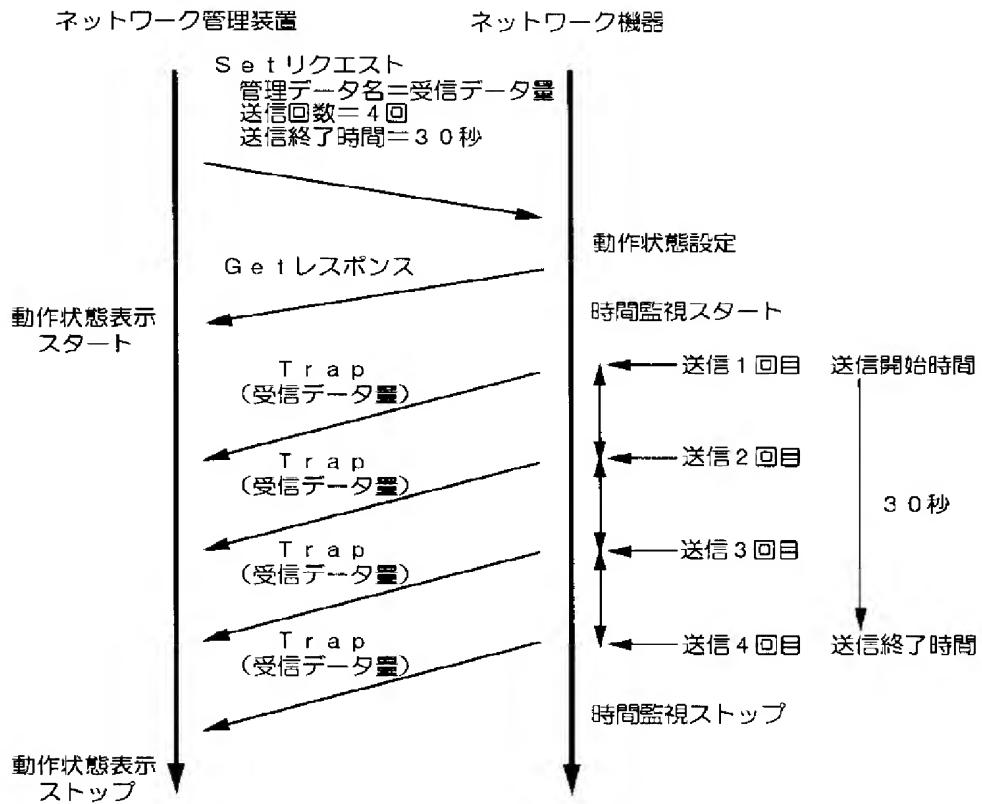 ネットワーク管理装置
ネットワーク機器
Ｓｅｔリクエスト
管理データ名＝受信データ量
送信回数＝４回
送信終了時間＝３０秒
動作状態設定
Ｇｅｔレスポンス
時間監視スタート
動作状態表示
スタート
Ｔｒａｐ
（受信データ量）
送信１回目
送信開始時間
Ｔｒａｐ
（受信データ量）
送信２回目
３０秒
Ｔｒａｐ
（受信データ量）
送信３回目
Ｔｒａｐ
（受信データ量）
送信４回目
送信終了時間
時間監視ストップ
動作状態表示
ストップ